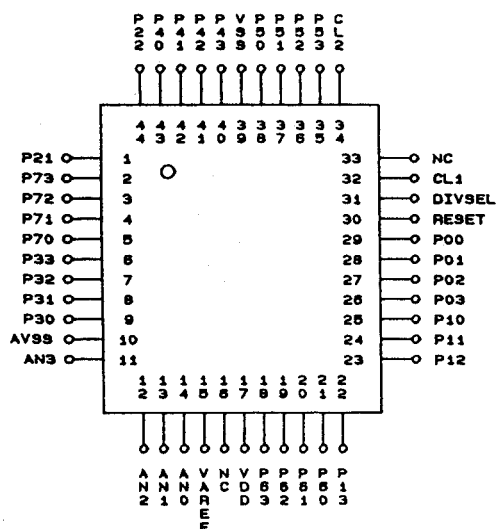 P22 P40 P41 P42 P43 VSS P50 P51 P52 P53 CL2
44 43 42 41 40 39 38 37 36 35 34
P21 1
P73 2
P72 3
P71 4
P70 5
P33 6
P32 7
P31 8
P30 9
AVSS 10
AN3 11
33 NC
32 CL1
31 DIVSEL
30 RESET
29 P00
28 P01
27 P02
26 P03
25 P10
24 P11
23 P12
12 13 14 15 16 17 18 19 20 21 22
AN2 AN1 AN0 VAREF NC VDD P63 P62 P61 P60 P13